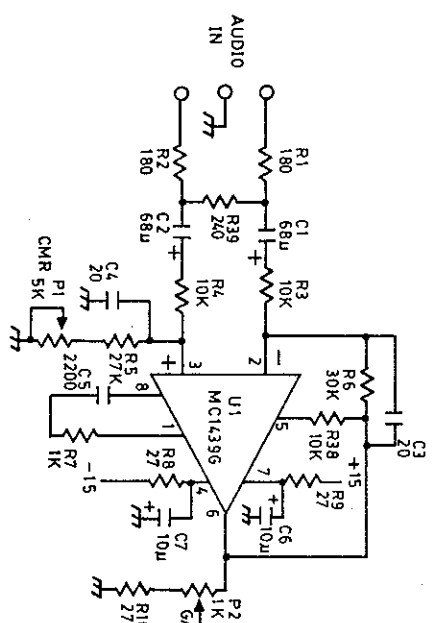 AUDIO
IN
R1
180
R2
180
R39
240
C1
68µ
+
C2
68µ
+
R3
10K
R4
10K
C4
20
P1
5K
CMR
R5
27K
2200
C5
R7
1K
2
−
3
+
8
1
U1
MC1439G
5
7
4
6
R6
30K
C3
20
R38
10K
+15
R9
27
C6
10µ
+
R8
27
−15
C7
10µ
+
P2
1K
27